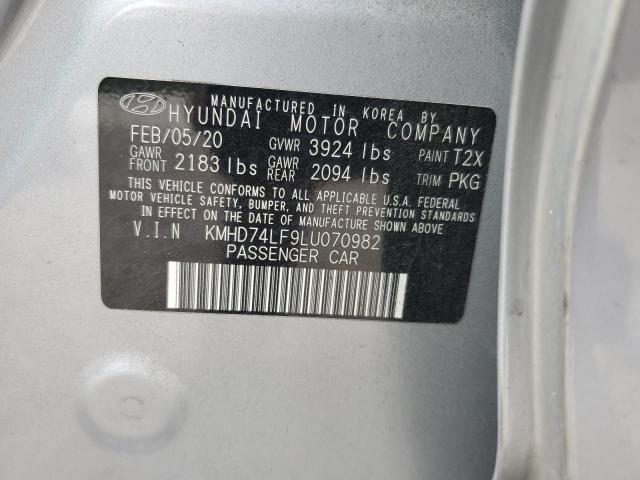 MANUFACTURED IN KOREA BY
HYUNDAI MOTOR COMPANY
FEB/05/20 GVWR 3924 lbs PAINT T2X
GAWR FRONT 2183 lbs GAWR REAR 2094 lbs TRIM PKG
THIS VEHICLE CONFORMS TO ALL APPLICABLE U.S.A. FEDERAL
MOTOR VEHICLE SAFETY, BUMPER, AND THEFT PREVENTION STANDARDS
IN EFFECT ON THE DATE OF MANUFACTURE SHOWN ABOVE
V.I.N KMHD74LF9LU070982
PASSENGER CAR